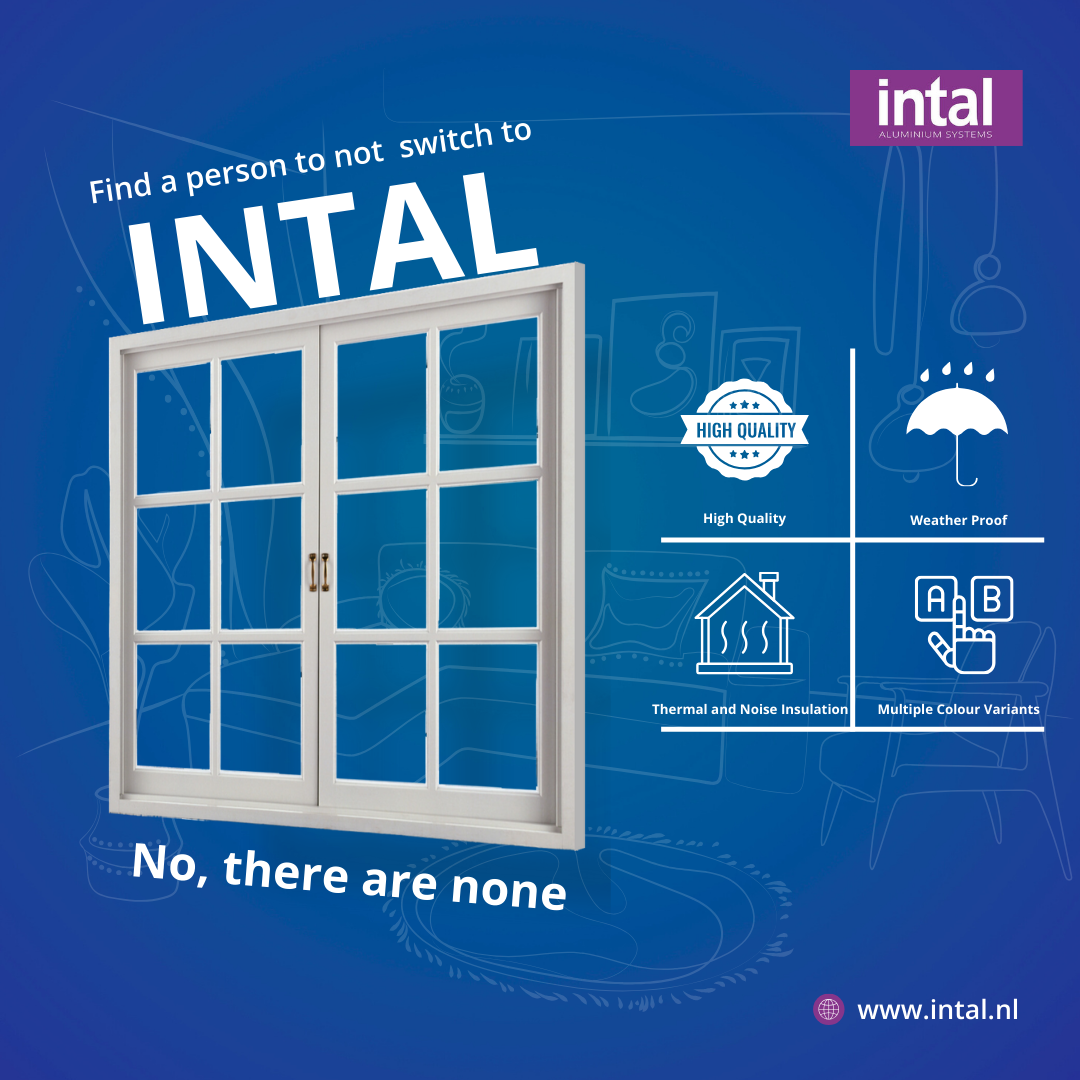 intal
ALUMINIUM SYSTEMS
Find a person to not switch to
INTAL
HIGH QUALITY
High Quality
Weather Proof
A B
Thermal and Noise Insulation
Multiple Colour Variants
No, there are none
www.intal.nl